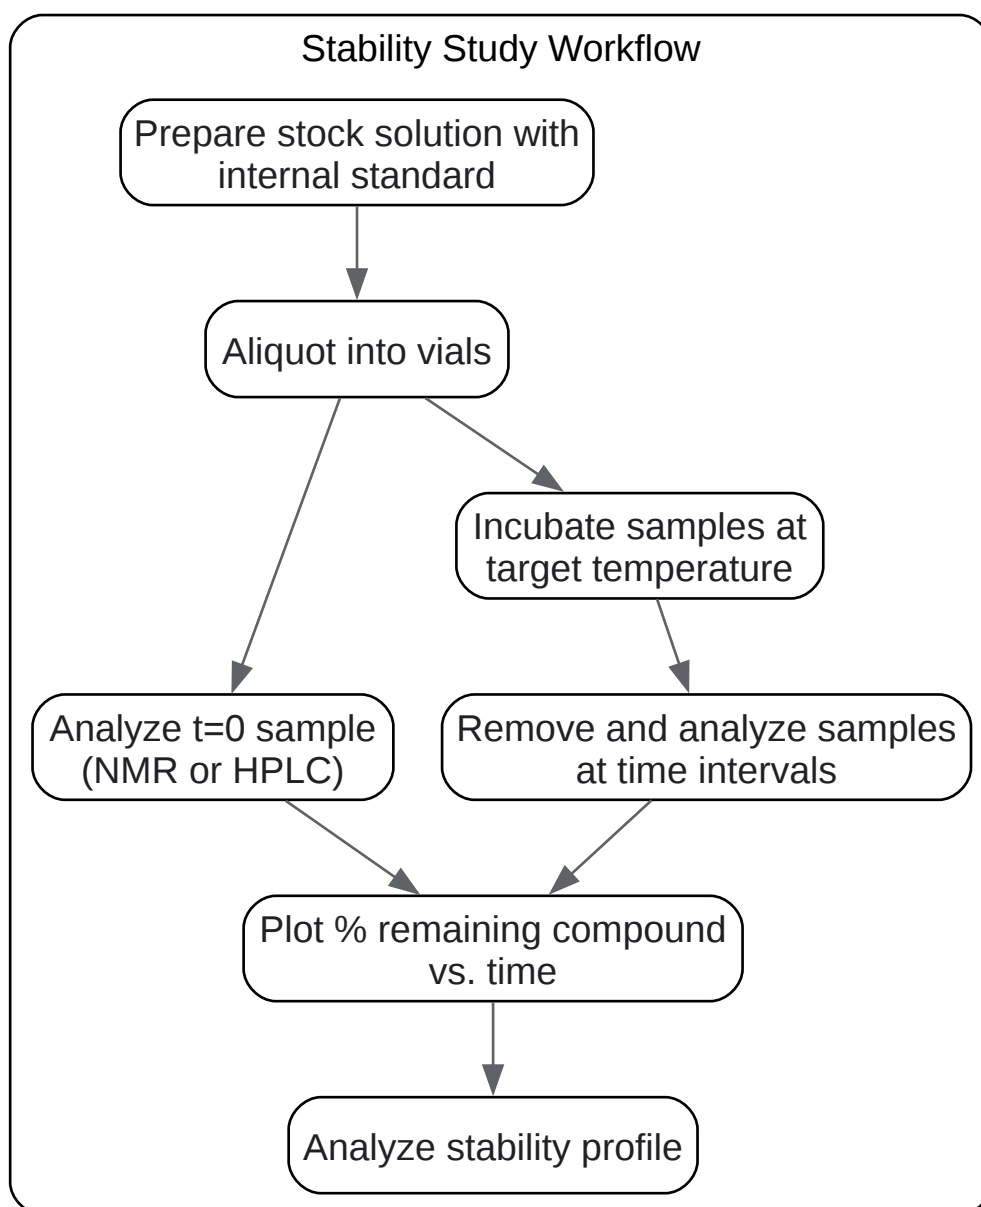 Stability Study Workflow
Prepare stock solution with
internal standard
Aliquot into vials
Incubate samples at
target temperature
Analyze t=0 sample
(NMR or HPLC)
Remove and analyze samples
at time intervals
Plot % remaining compound
vs. time
Analyze stability profile